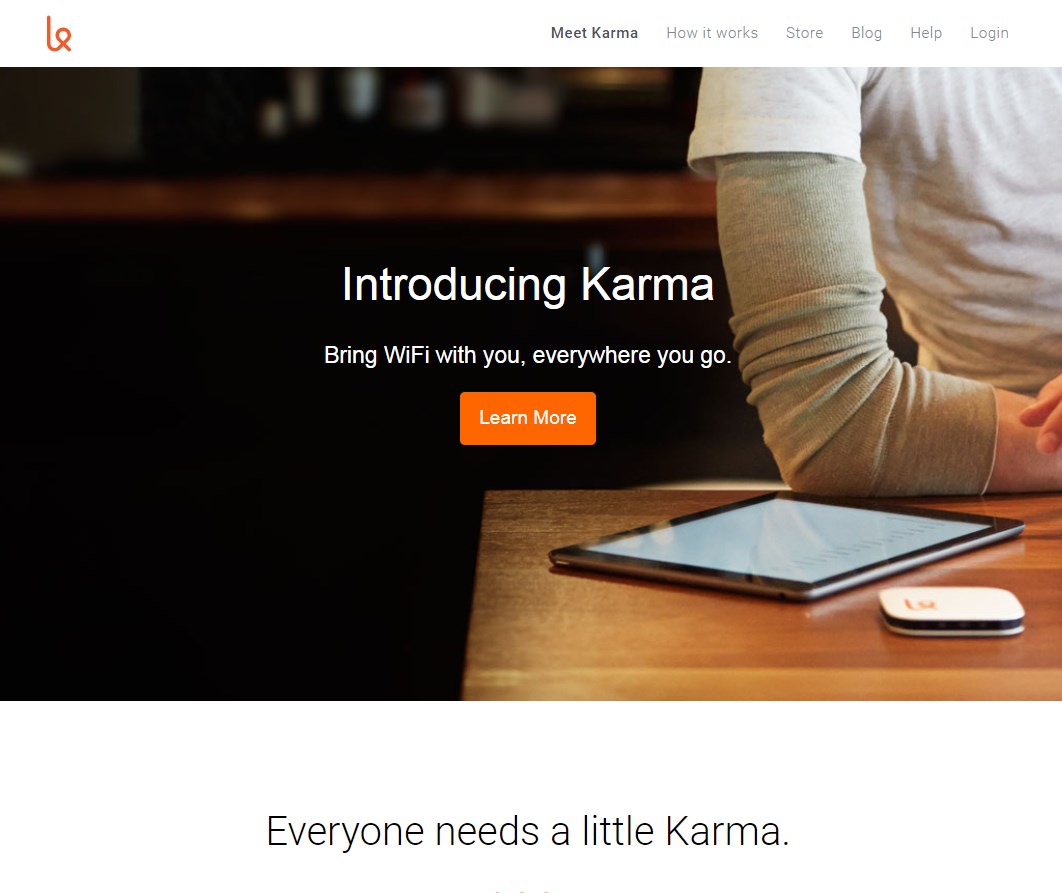 Meet Karma How it works Store Blog Help Login
Introducing Karma
Bring WiFi with you, everywhere you go.
Learn More
Everyone needs a little Karma.